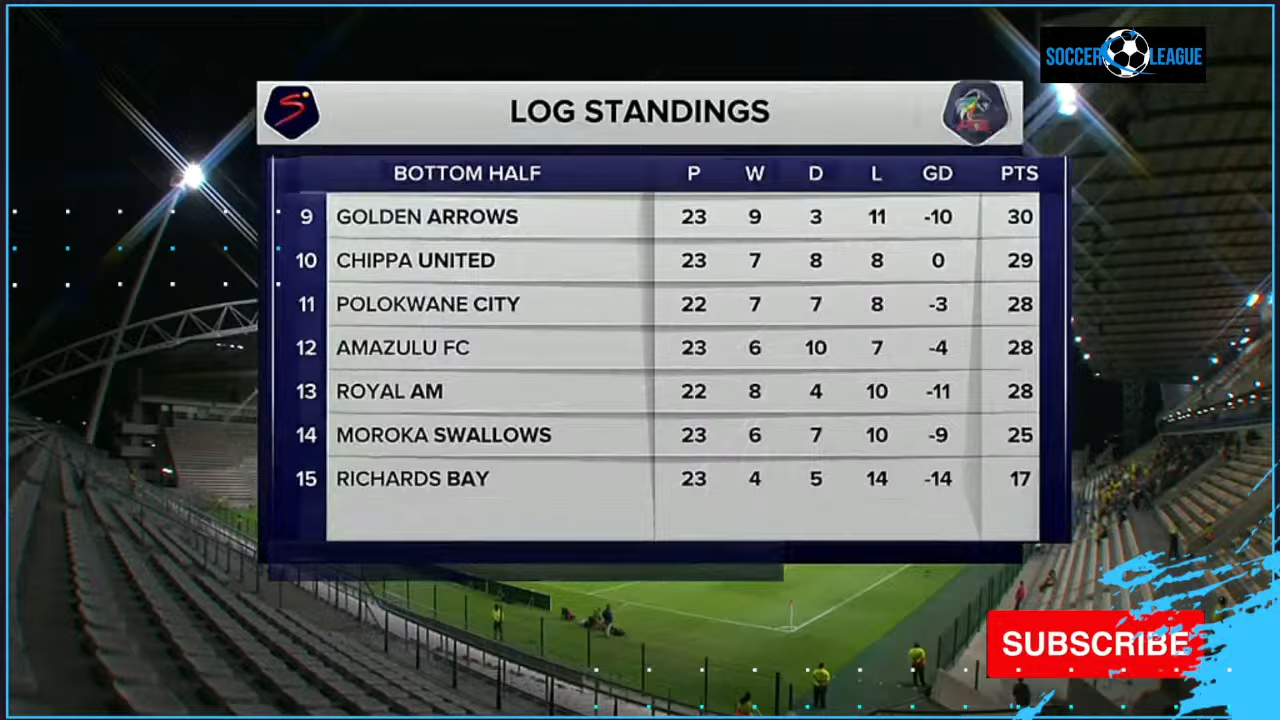 SOCCER LEAGUE
LOG STANDINGS
BOTTOM HALF P W D L GD PTS
9 GOLDEN ARROWS 23 9 3 11 -10 30
10 CHIPPA UNITED 23 7 8 8 0 29
11 POLOKWANE CITY 22 7 7 8 -3 28
12 AMAZULU FC 23 6 10 7 -4 28
13 ROYAL AM 22 8 4 10 -11 28
14 MOROKA SWALLOWS 23 6 7 10 -9 25
15 RICHARDS BAY 23 4 5 14 -14 17
SUBSCRIBE